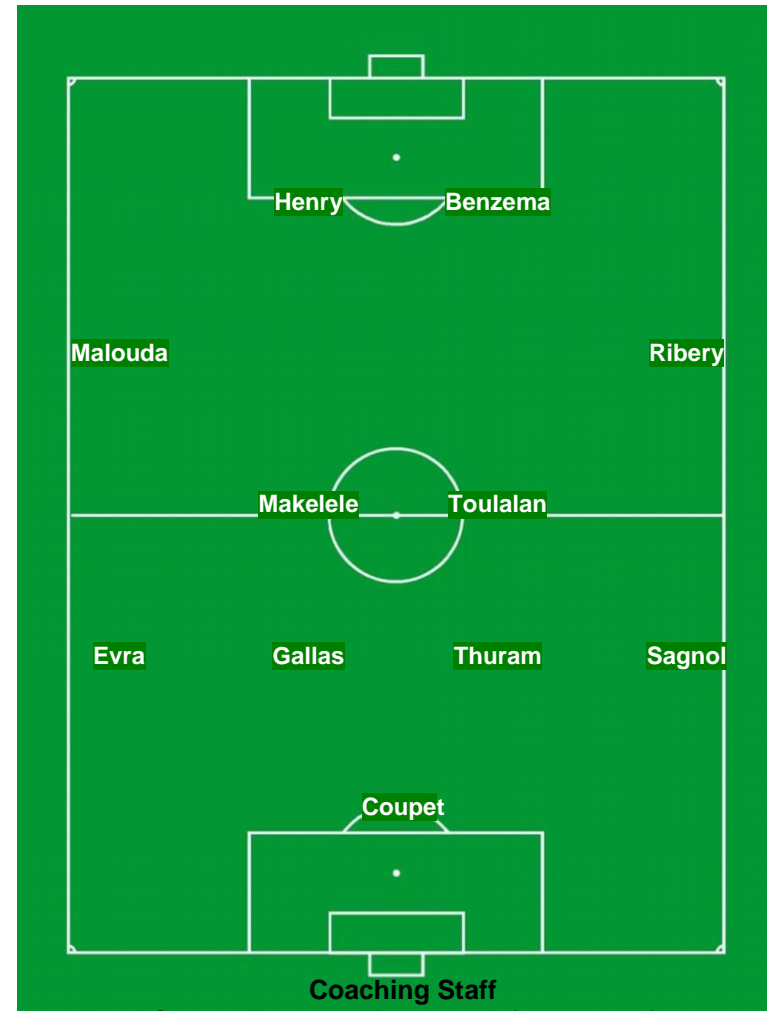 Henry Benzema
Malouda Ribery
Makelele Toulalan
Evra Gallas Thuram Sagnol
Coupet
Coaching Staff